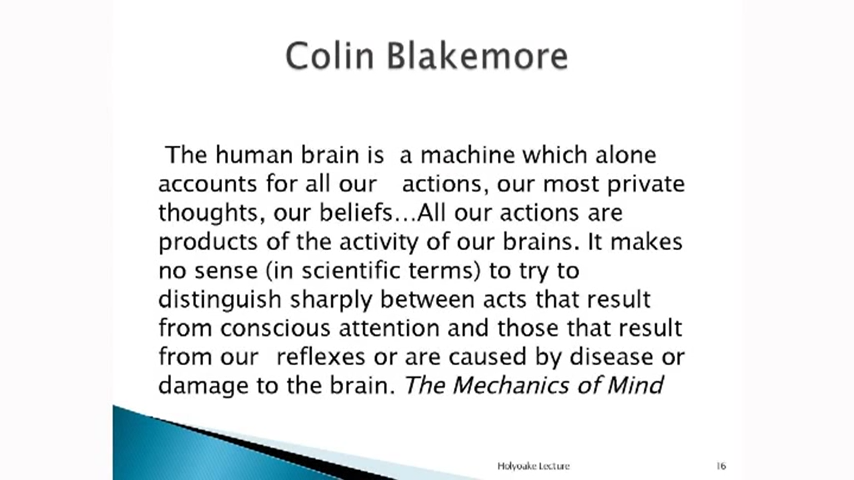 Colin Blakemore
The human brain is a machine which alone
accounts for all our actions, our most private
thoughts, our beliefs…All our actions are
products of the activity of our brains. It makes
no sense (in scientific terms) to try to
distinguish sharply between acts that result
from conscious attention and those that result
from our reflexes or are caused by disease or
damage to the brain. The Mechanics of Mind
Holyoake Lecture
16